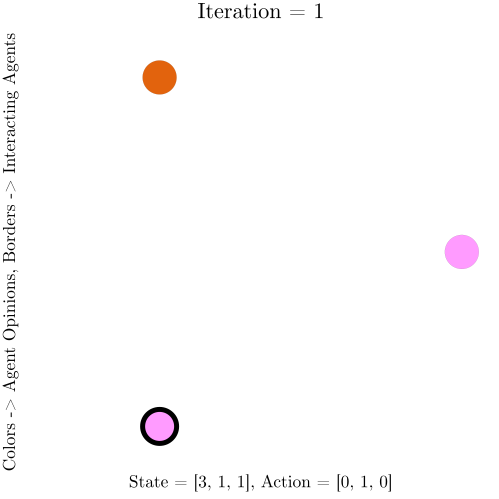 Iteration = 1
Colors -> Agent Opinions, Borders -> Interacting Agents
State = [3, 1, 1], Action = [0, 1, 0]